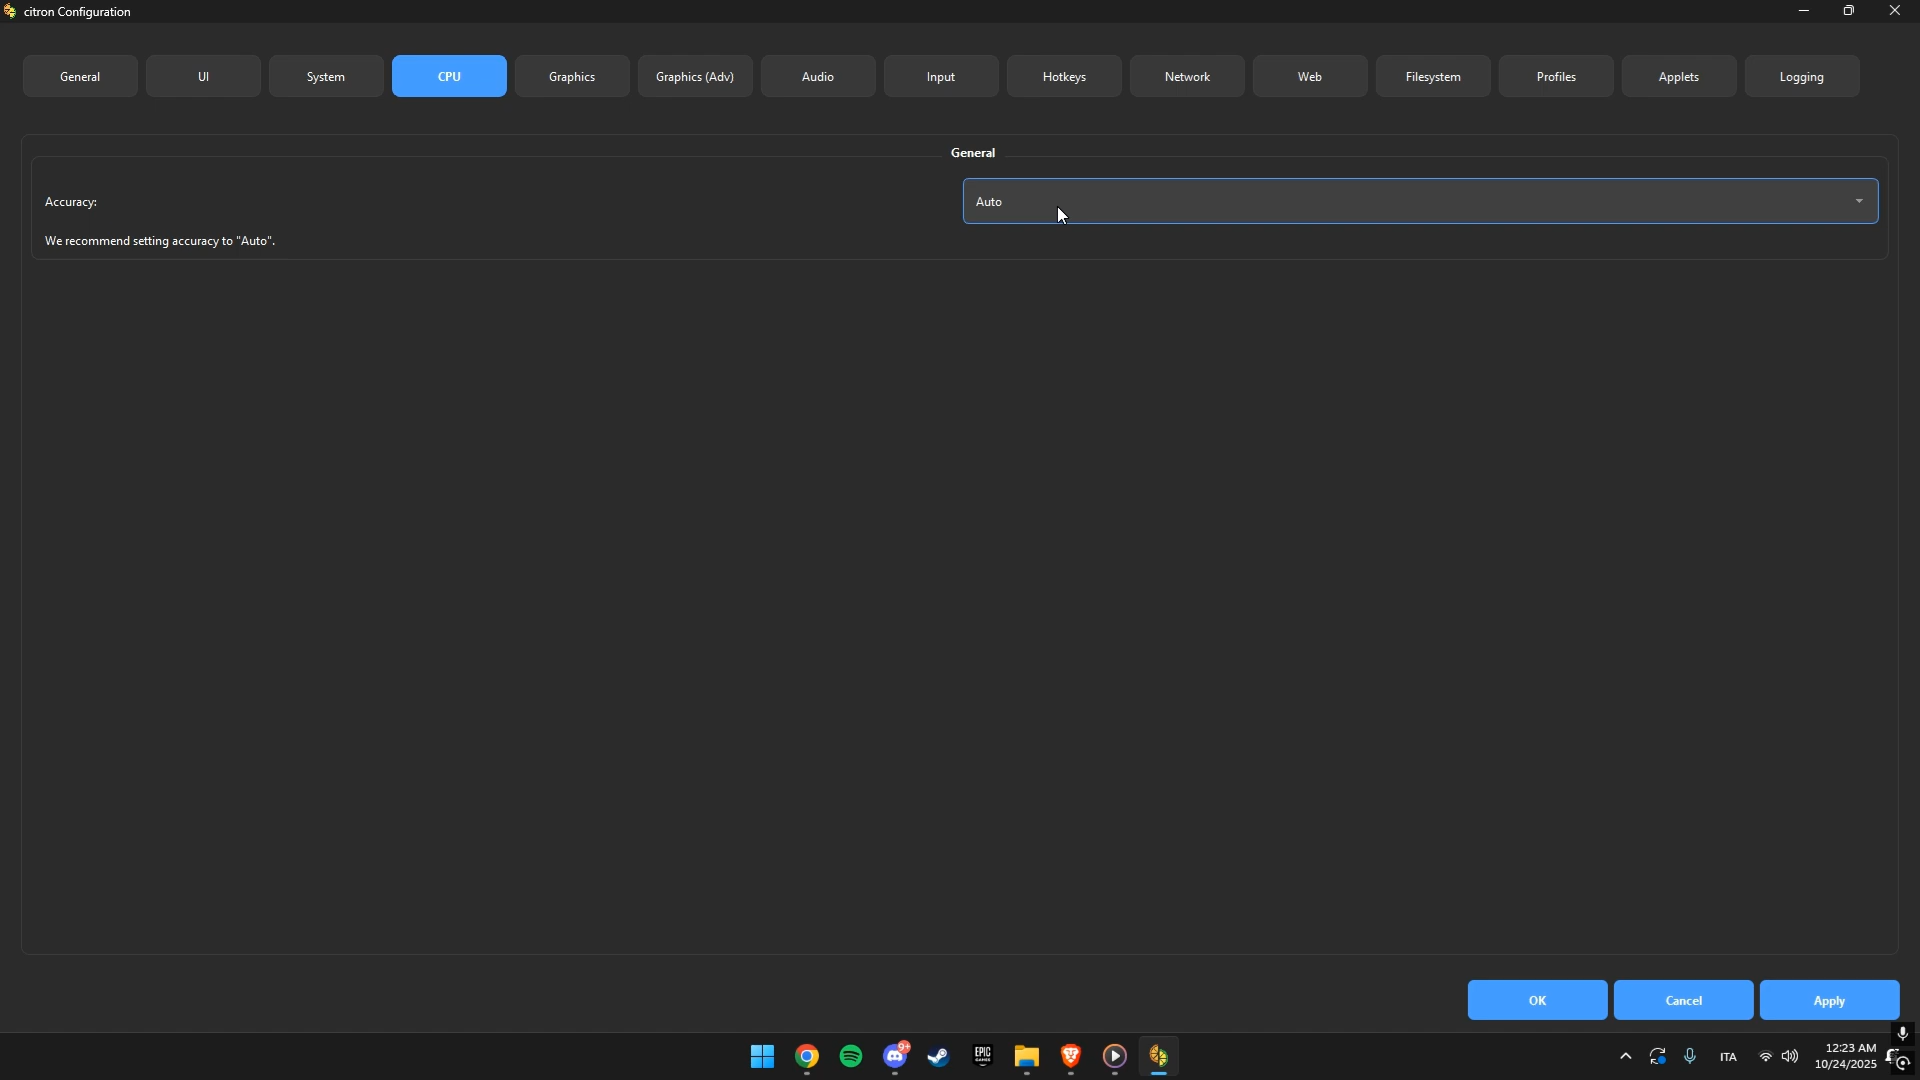 citron Configuration
General
UI
System
CPU
Graphics
Graphics (Adv)
Audio
Input
Hotkeys
Network
Web
Filesystem
Profiles
Applets
Logging
General
Accuracy:
Auto
We recommend setting accuracy to "Auto".
OK
Cancel
Apply
9+
EPIC
GAMES
ITA
12:23 AM
10/24/2025